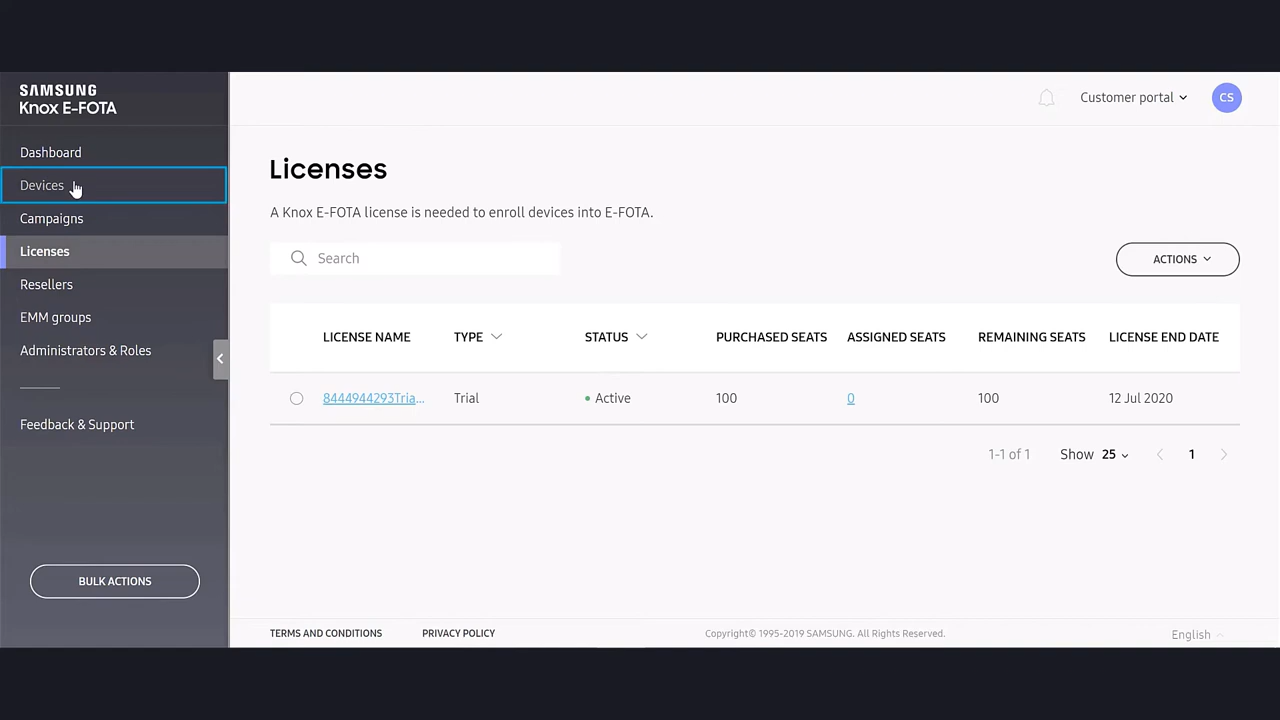 SAMSUNG
Knox E-FOTA
Dashboard
Devices
Campaigns
Licenses
Resellers
EMM groups
Administrators & Roles
Feedback & Support
BULK ACTIONS
Customer portal
CS
Licenses
A Knox E-FOTA license is needed to enroll devices into E-FOTA.
Search
ACTIONS
LICENSE NAME TYPE STATUS PURCHASED SEATS ASSIGNED SEATS REMAINING SEATS LICENSE END DATE
8444944293Tria... Trial Active 100 0 100 12 Jul 2020
1-1 of 1 Show 25 1
TERMS AND CONDITIONS PRIVACY POLICY Copyright© 1995-2019 SAMSUNG. All Rights Reserved. English